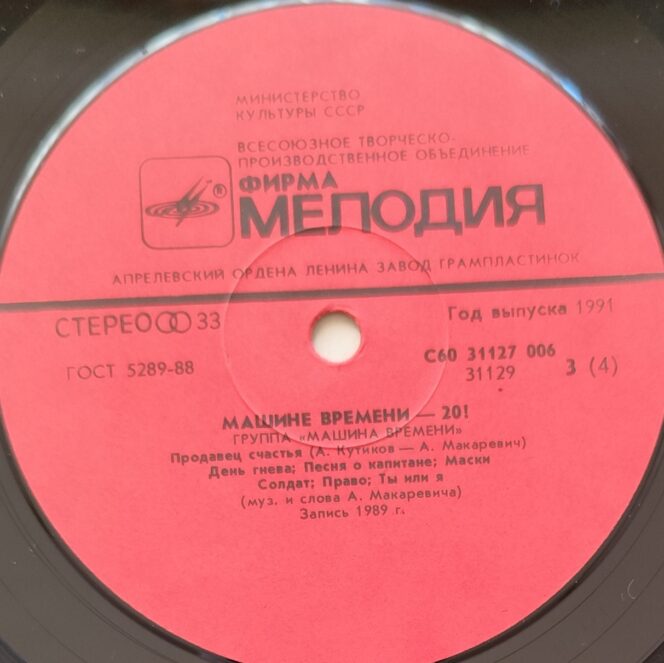 МИНИСТЕРСТВО
КУЛЬТУРЫ СССР
ВСЕСОЮЗНОЕ ТВОРЧЕСКО-
ПРОИЗВОДСТВЕННОЕ ОБЪЕДИНЕНИЕ
®
ФИРМА
МЕЛОДИЯ
АПРЕЛЕВСКИЙ ОРДЕНА ЛЕНИНА ЗАВОД ГРАМПЛАСТИНОК
СТЕРЕО 33
Год выпуска 1991
ГОСТ 5289-88
С60 31127 006
31129
3 (4)
МАШИНЕ ВРЕМЕНИ — 20!
ГРУППА «МАШИНА ВРЕМЕНИ»
Продавец счастья (А. Кутиков — А. Макаревич)
День гнева; Песня о капитане; Маски
Солдат; Право; Ты или я
(муз. и слова А. Макаревича)
Запись 1989 г.